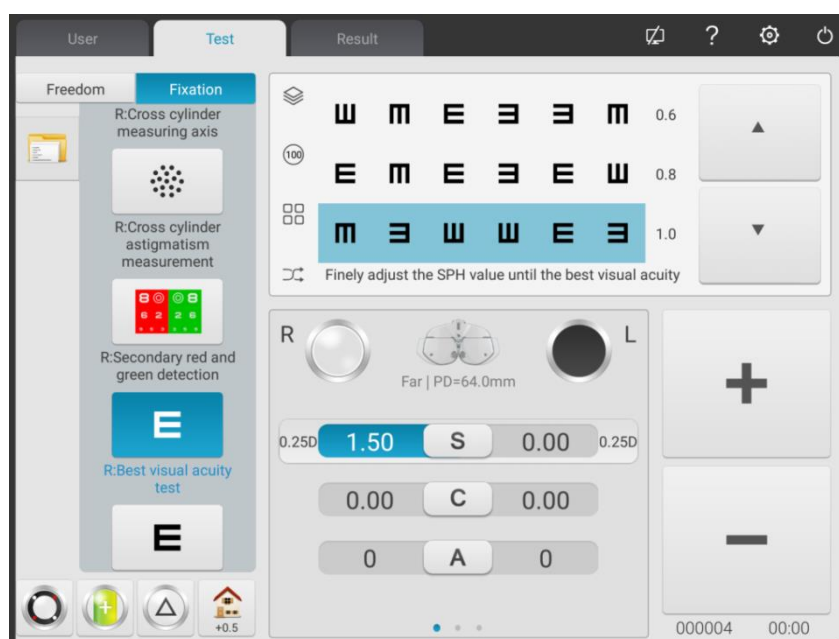 User
Test
Result
?
Freedom
Fixation
R:Cross cylinder
measuring axis
R:Cross cylinder
astigmatism
measurement
8 8
6 2 2 6
R:Secondary red and
green detection
E
R:Best visual acuity
test
E
+0.5
100
0.6
0.8
1.0
Finely adjust the SPH value until the best visual acuity
R
L
Far | PD=64.0mm
0.25D 1.50 S 0.00 0.25D
0.00 C 0.00
0 A 0
+
−
000004 00:00